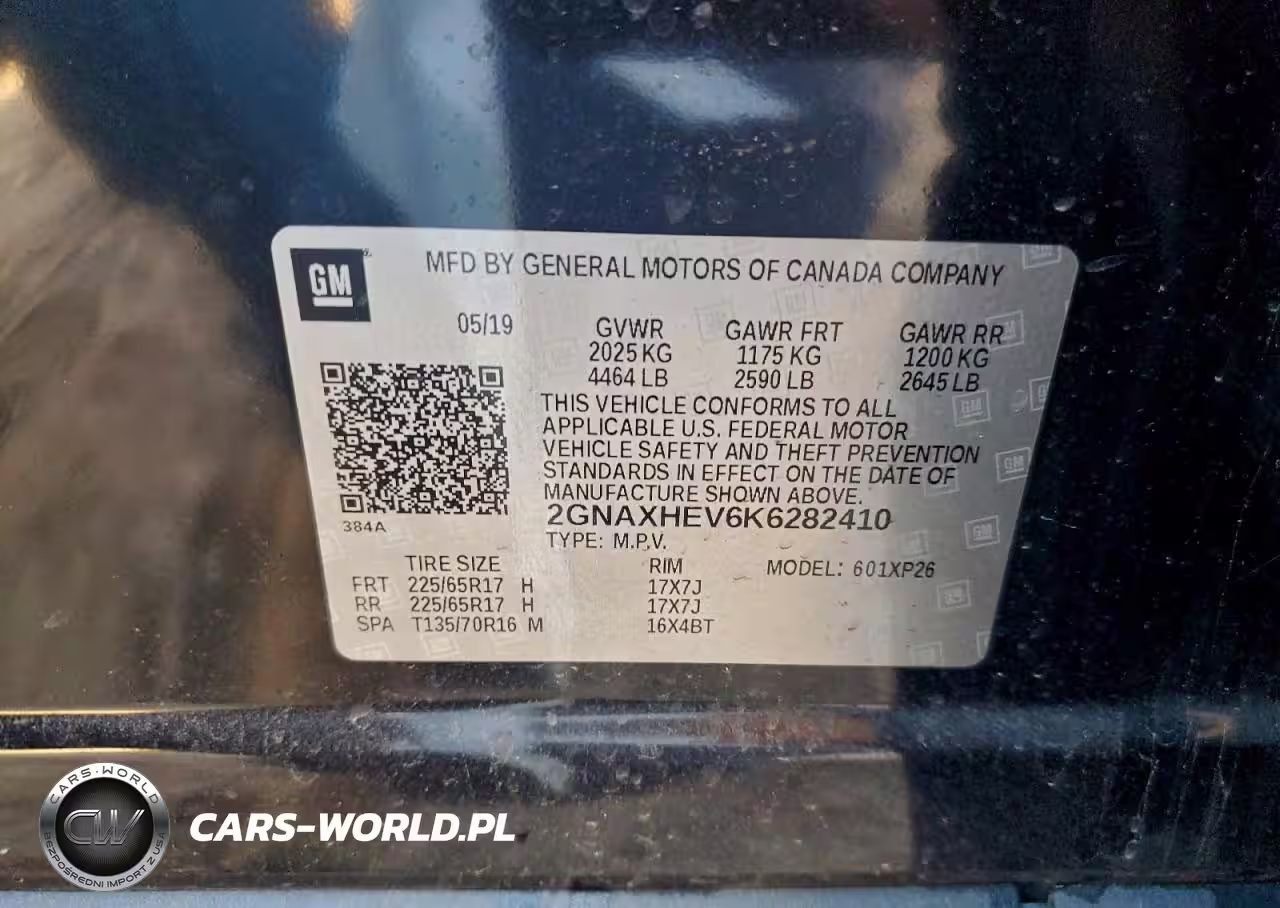 GM
MFD BY GENERAL MOTORS OF CANADA COMPANY
05/19
GVWR GAWR FRT GAWR RR
2025 KG 1175 KG 1200 KG
4464 LB 2590 LB 2645 LB
THIS VEHICLE CONFORMS TO ALL
APPLICABLE U.S. FEDERAL MOTOR
VEHICLE SAFETY AND THEFT PREVENTION
STANDARDS IN EFFECT ON THE DATE OF
MANUFACTURE SHOWN ABOVE.
384A
2GNAXHEV6K6282410
TYPE: M.P.V.
TIRE SIZE RIM MODEL: 601XP26
FRT 225/65R17 H 17X7J
RR 225/65R17 H 17X7J
SPA T135/70R16 M 16X4BT
CARS-WORLD
CW
BEZPOŚREDNI IMPORT Z USA
CARS-WORLD.PL